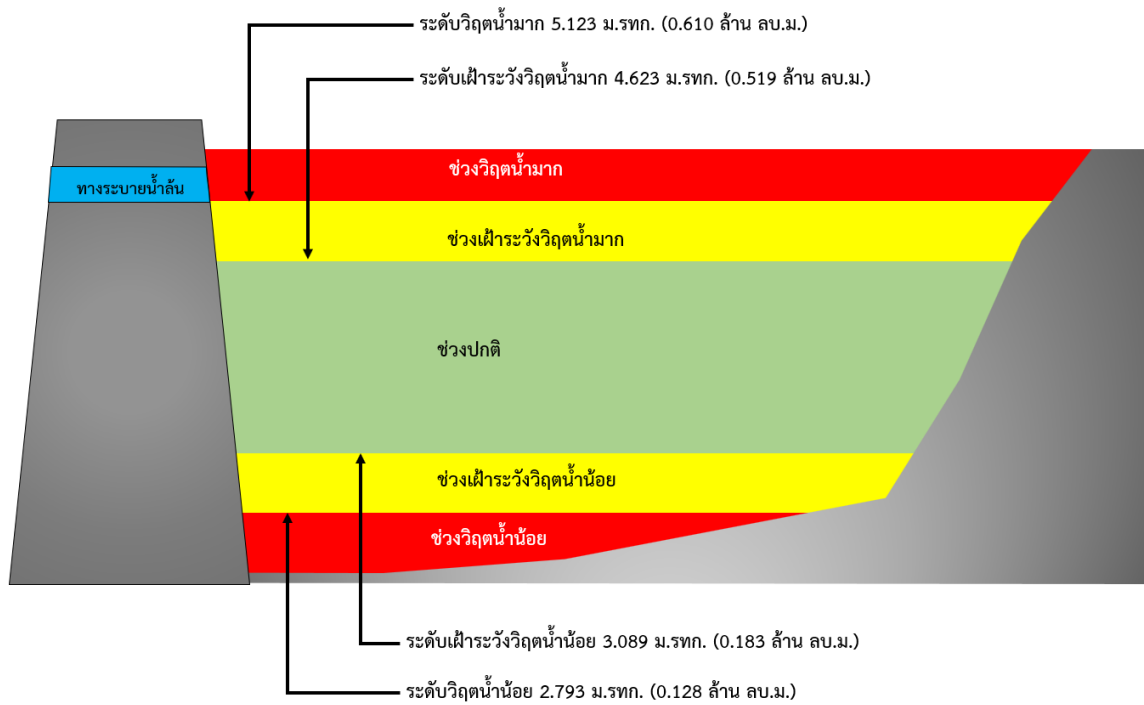 ระดับวิฤตน้ำมาก 5.123 ม.รทก. (0.610 ล้าน ลบ.ม.)
ระดับเฝ้าระวังวิฤตน้ำมาก 4.623 ม.รทก. (0.519 ล้าน ลบ.ม.)
ช่วงวิฤตน้ำมาก
ทางระบายน้ำล้น
ช่วงเฝ้าระวังวิฤตน้ำมาก
ช่วงปกติ
ช่วงเฝ้าระวังวิฤตน้ำน้อย
ช่วงวิฤตน้ำน้อย
ระดับเฝ้าระวังวิฤตน้ำน้อย 3.089 ม.รทก. (0.183 ล้าน ลบ.ม.)
ระดับวิฤตน้ำน้อย 2.793 ม.รทก. (0.128 ล้าน ลบ.ม.)